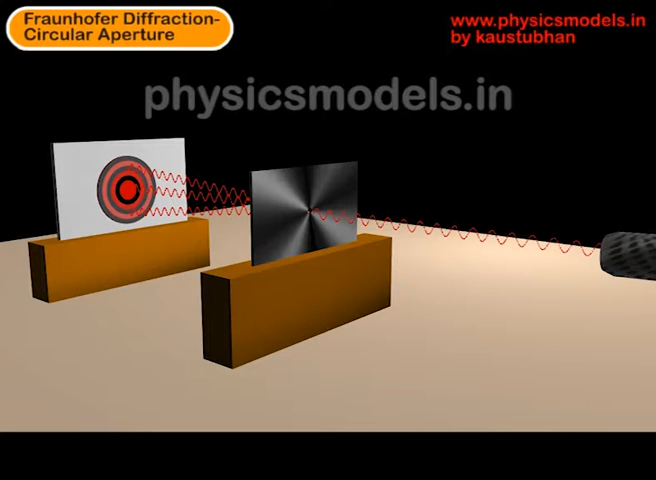 Fraunhofer Diffraction-
Circular Aperture
www.physicsmodels.in
by kaustubhan
physicsmodels.in